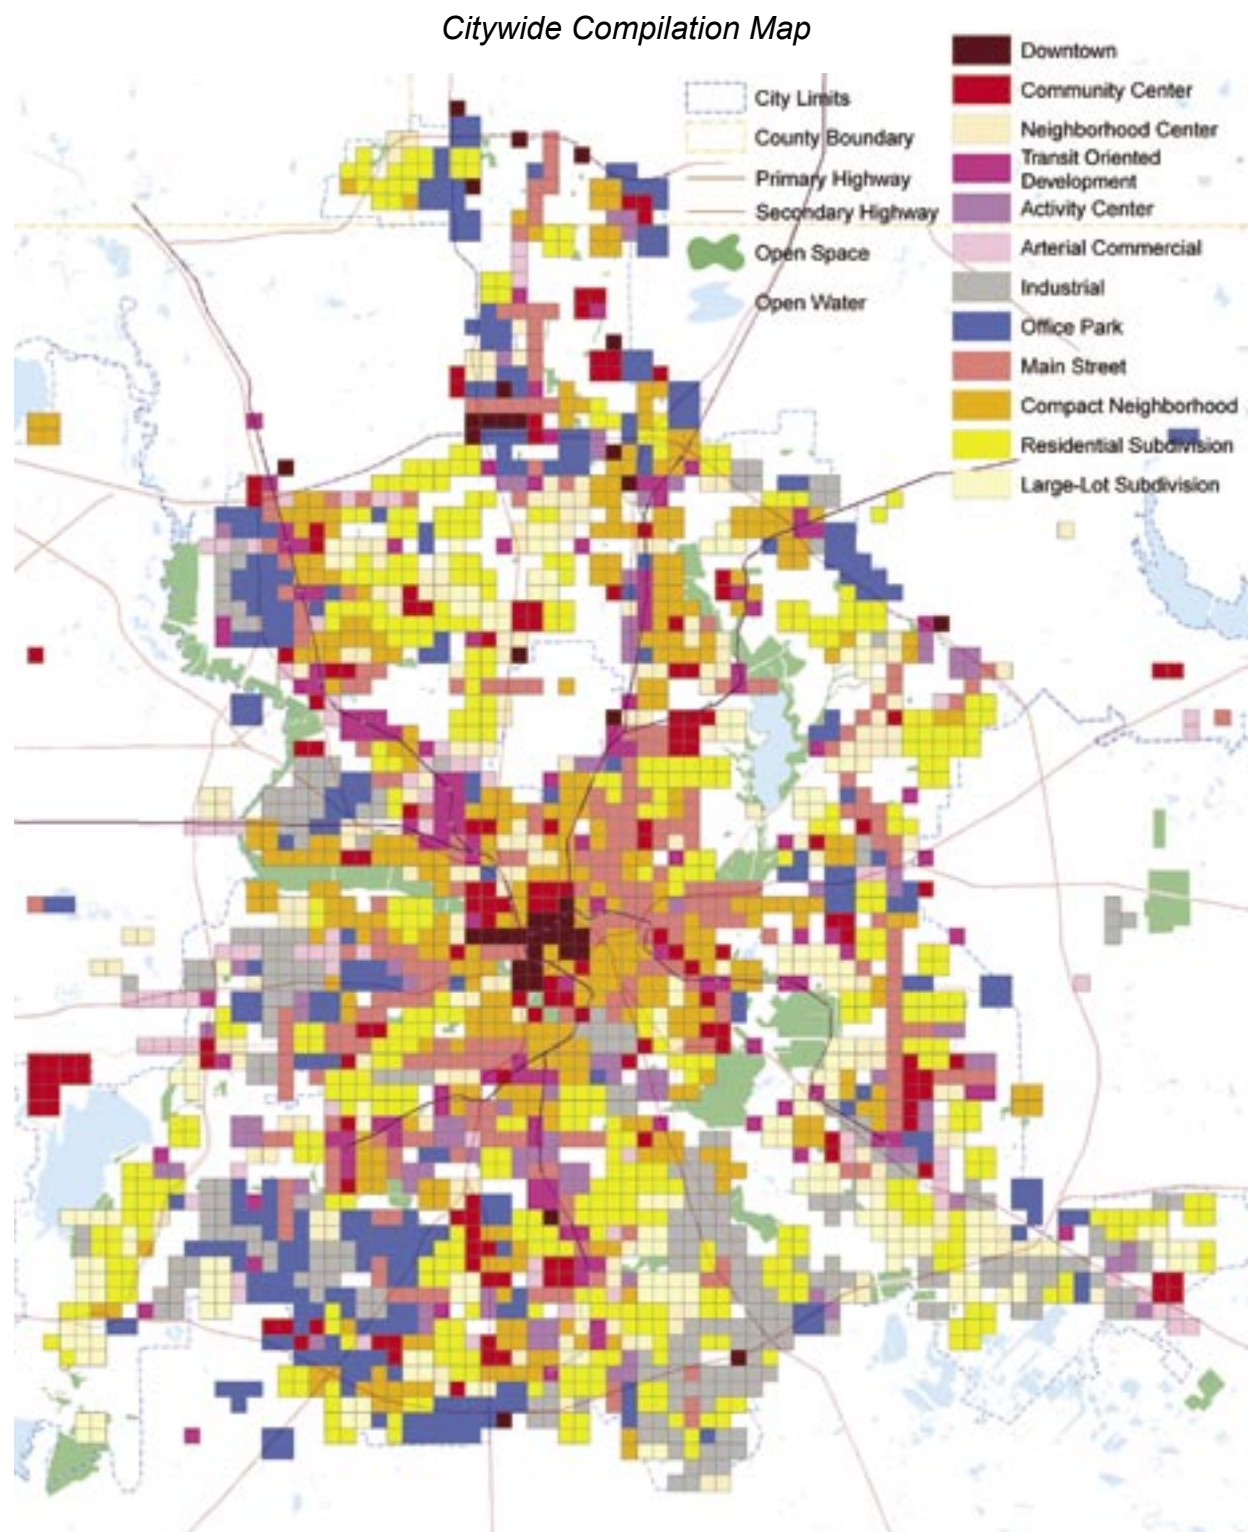 Citywide Compilation Map
City Limits
County Boundary
Primary Highway
Secondary Highway
Open Space
Open Water
Downtown
Community Center
Neighborhood Center
Transit Oriented
Development
Activity Center
Arterial Commercial
Industrial
Office Park
Main Street
Compact Neighborhood
Residential Subdivision
Large-Lot Subdivision